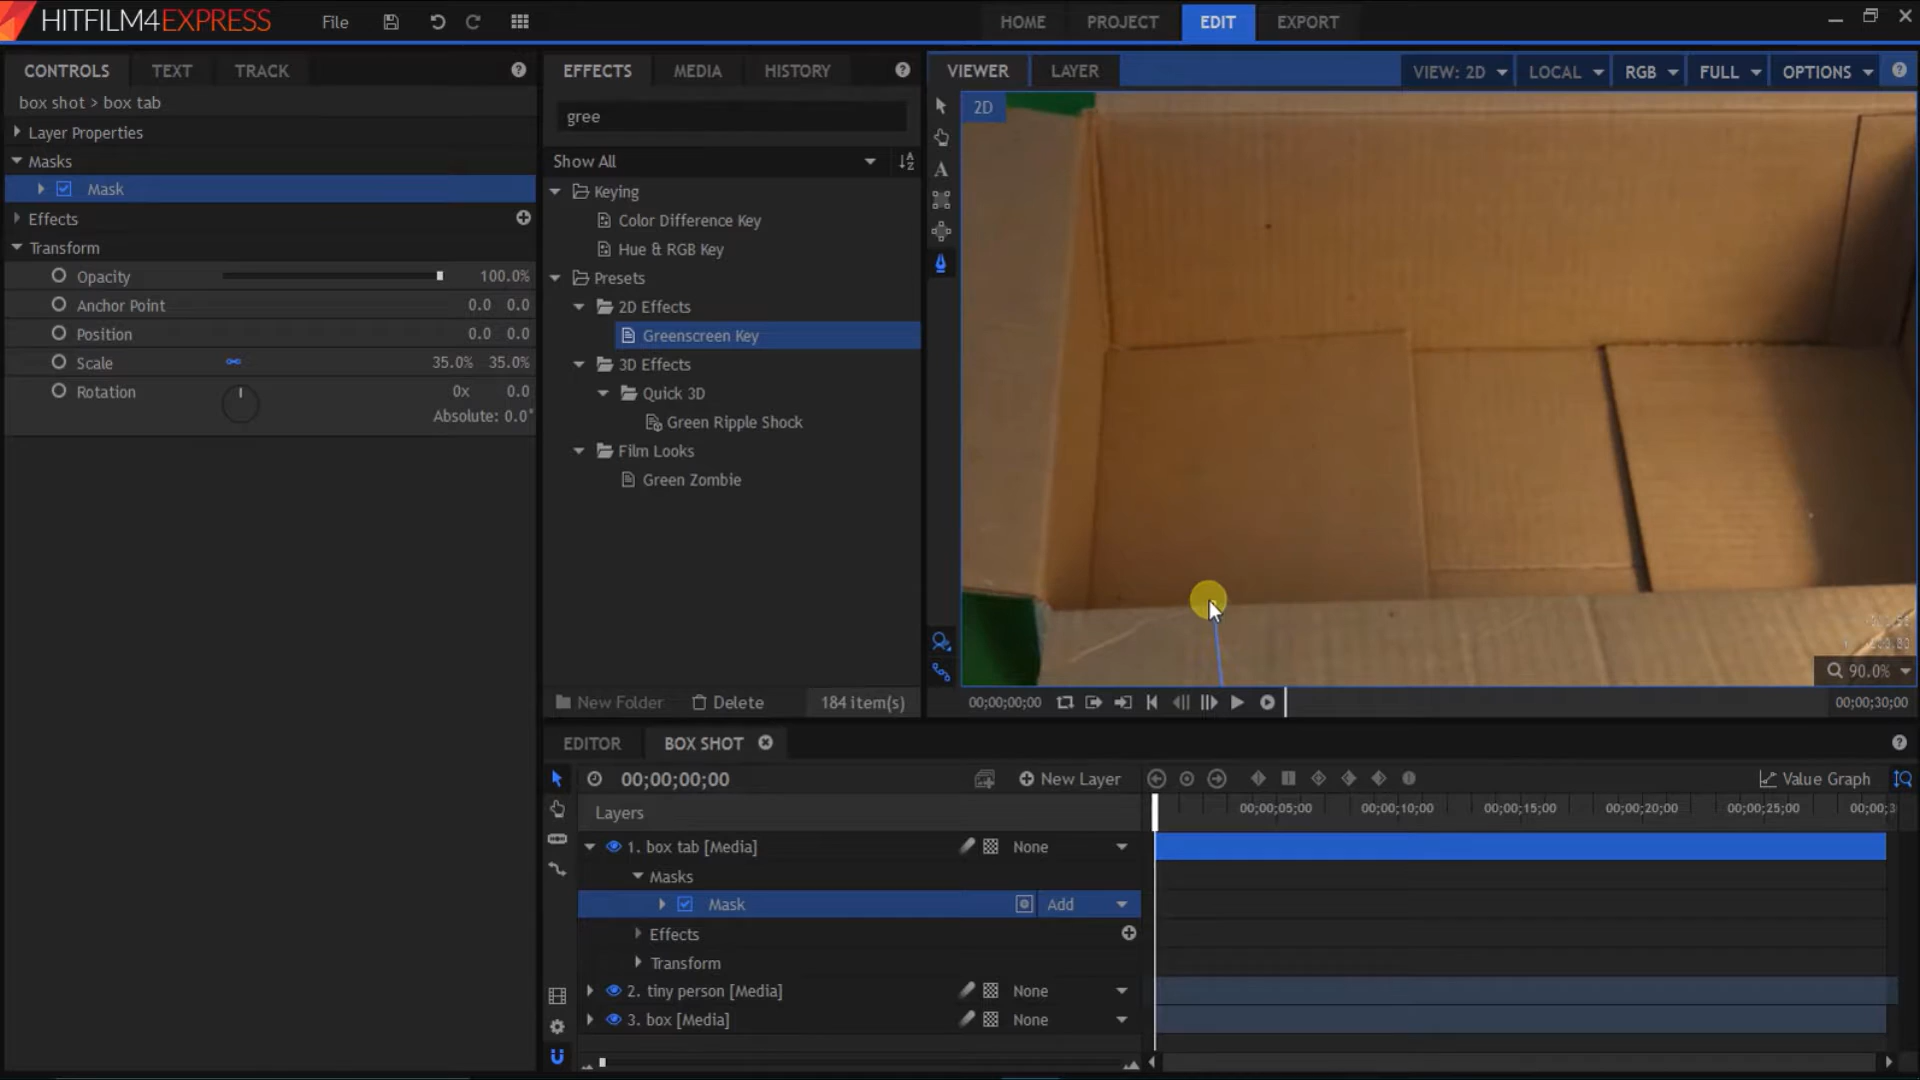 HITFILM4EXPRESS
File
HOME
PROJECT
EDIT
EXPORT
CONTROLS
TEXT
TRACK
box shot > box tab
Layer Properties
Masks
Mask
Effects
Transform
Opacity
100.0%
Anchor Point
0.0 0.0
Position
0.0 0.0
Scale
35.0% 35.0%
Rotation
0x 0.0
Absolute: 0.0°
EFFECTS
MEDIA
HISTORY
gree
Show All
Keying
Color Difference Key
Hue & RGB Key
Presets
2D Effects
Greenscreen Key
3D Effects
Quick 3D
Green Ripple Shock
Film Looks
Green Zombie
New Folder
Delete
184 item(s)
VIEWER
LAYER
VIEW: 2D
LOCAL
RGB
FULL
OPTIONS
2D
A
90.0%
00;00;00;00
00;00;30;00
EDITOR
BOX SHOT
00;00;00;00
New Layer
Value Graph
Layers
00;00;05;00
00;00;10;00
00;00;15;00
00;00;20;00
00;00;25;00
00;00;3
1. box tab [Media]
None
Masks
Mask
Add
Effects
Transform
2. tiny person [Media]
None
3. box [Media]
None